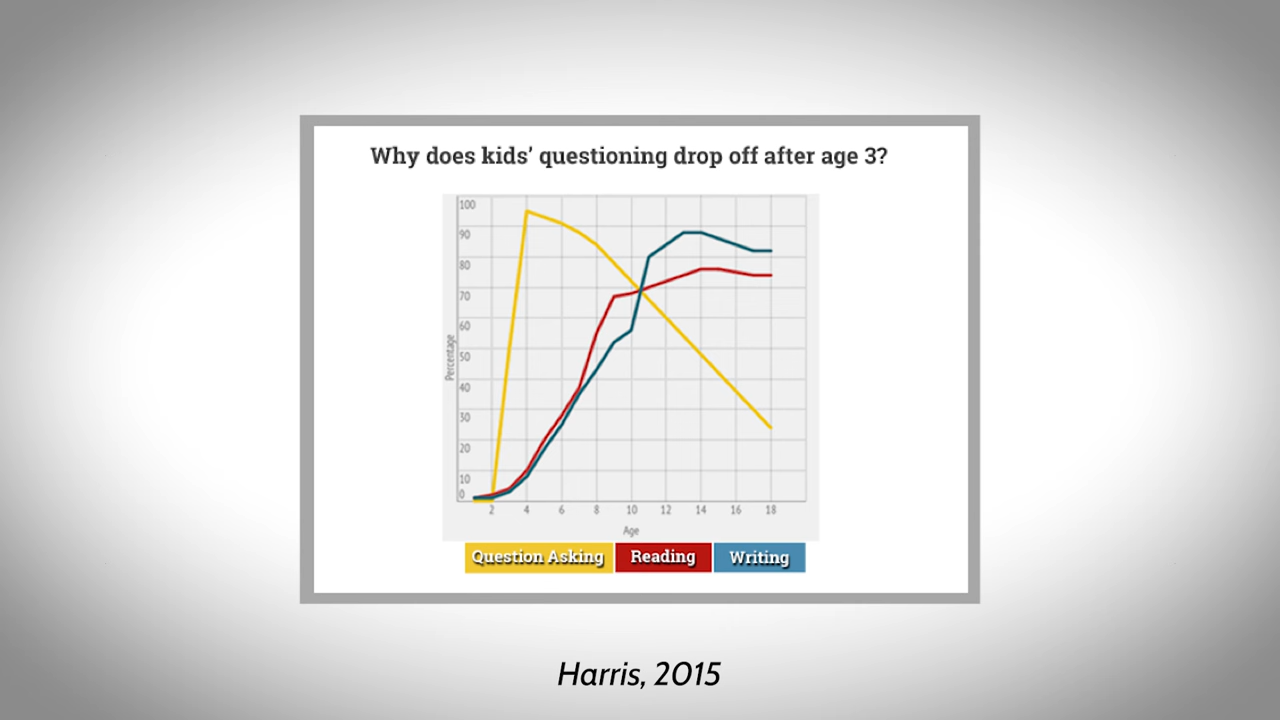 Why does kids’ questioning drop off after age 3?
100
90
80
70
60
50
40
30
20
10
0
Percentage
2 4 6 8 10 12 14 16 18
Age
Question Asking Reading Writing
Harris, 2015